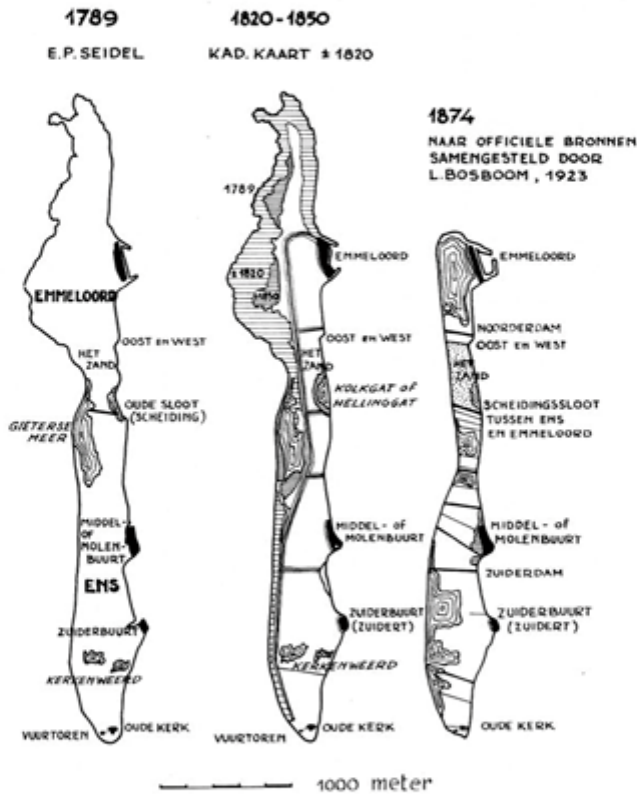 1789
E.P. SEIDEL
EMMELOORD
OOST EN WEST
HET
ZAND
OUDE SLOOT
(SCHEIDING)
GIETERSE
MEER
MIDDEL-
OF
MOLEN-
BUURT
ENS
ZUIDERBUURT
KERKENWEERD
OUDE KERK
VUURTOREN
1820-1850
KAD. KAART ± 1820
1789
± 1820
EMMELOORD
OOST EN WEST
HET
ZAND
KOLKGAT OF
HELLINGGAT
MIDDEL- OF
MOLENBUURT
ZUIDERBUURT
(ZUIDERT)
KERKENWEERD
OUDE KERK
VUURTOREN
1874
NAAR OFFICIELE BRONNEN
SAMENGESTELD DOOR
L. BOSBOOM, 1923
EMMELOORD
NOORDERDAM
OOST EN WEST
HET
ZAND
SCHEIDINGSSLOOT
TUSSEN ENS
EN EMMELOORD
MIDDEL- OF
MOLENBUURT
ZUIDERDAM
ZUIDERBUURT
(ZUIDERT)
OUDE KERK
1000 meter